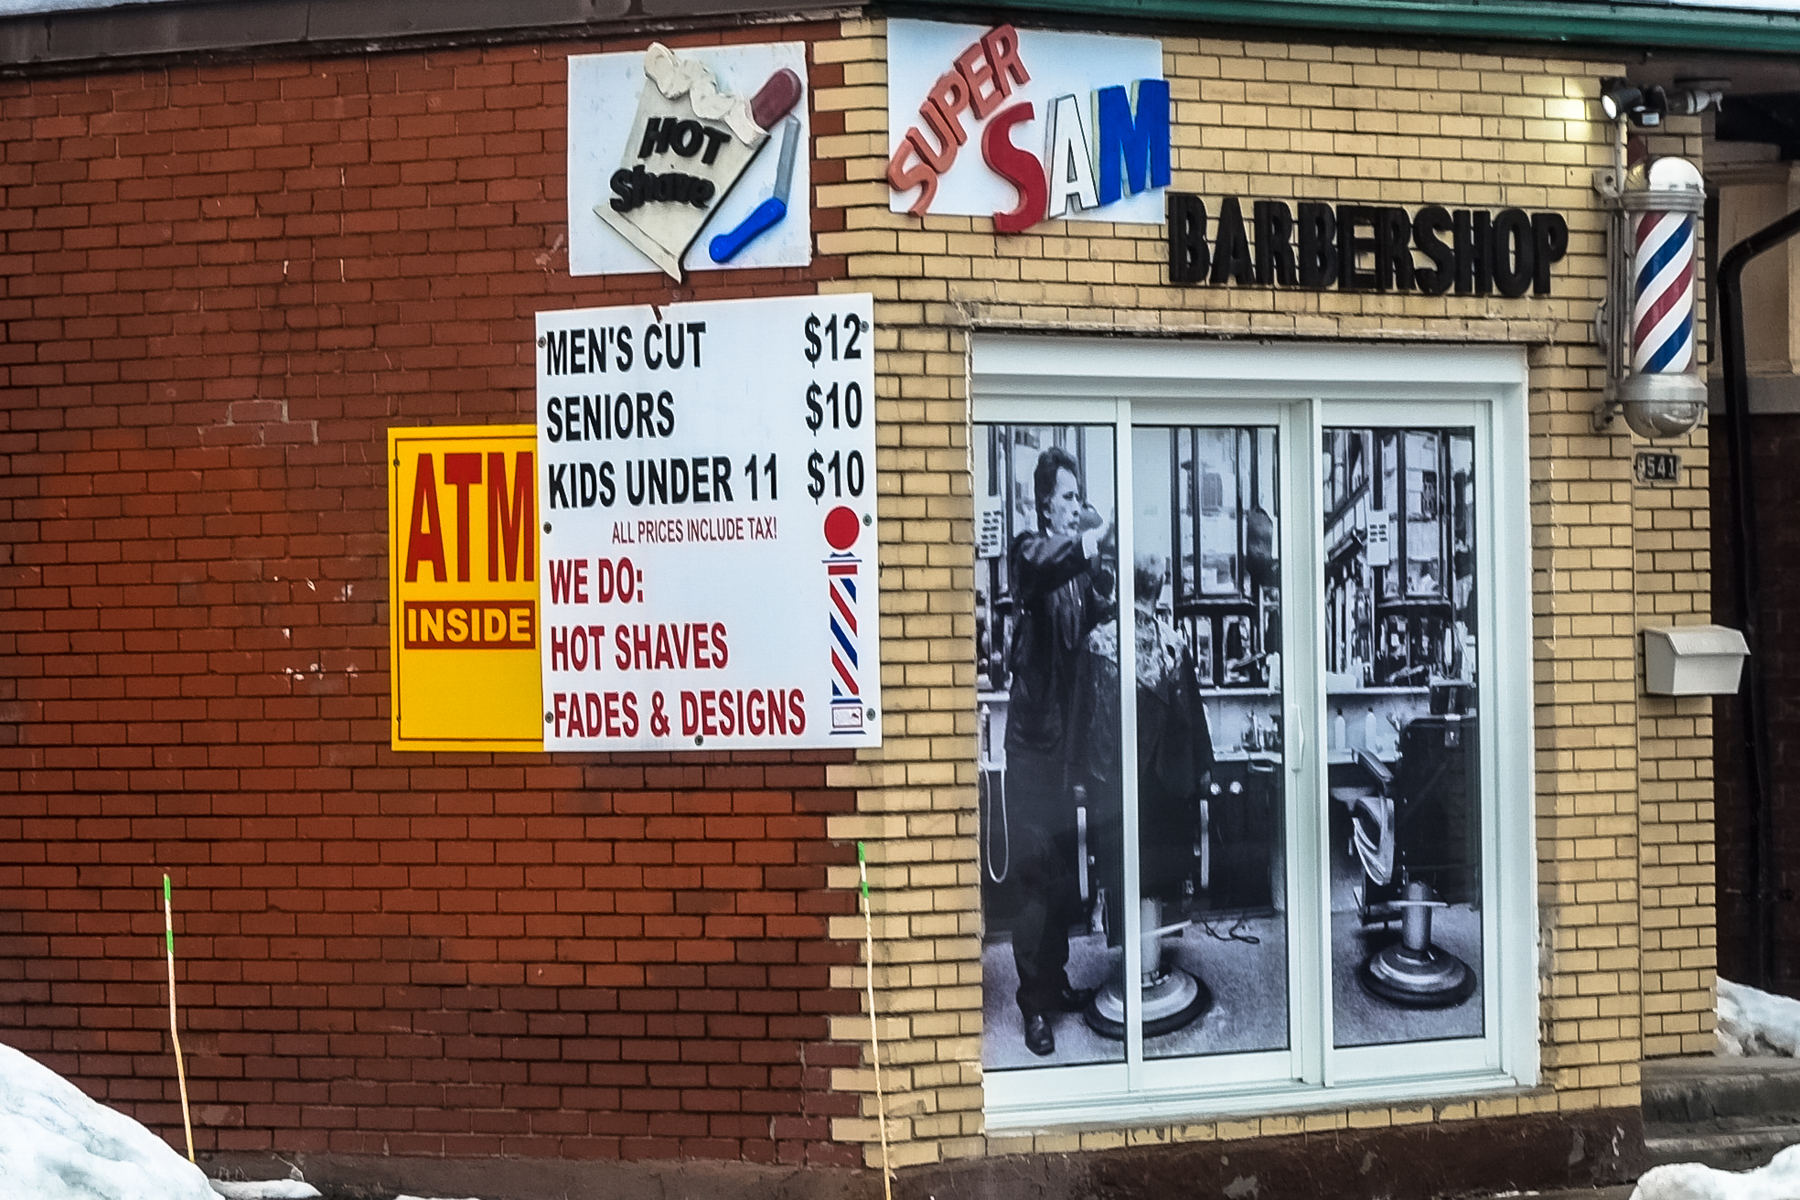 HOT
Shave
SUPER
SAM
BARBERSHOP
MEN'S CUT $12
SENIORS $10
KIDS UNDER 11 $10
ALL PRICES INCLUDE TAX!
WE DO:
HOT SHAVES
FADES & DESIGNS
ATM
INSIDE